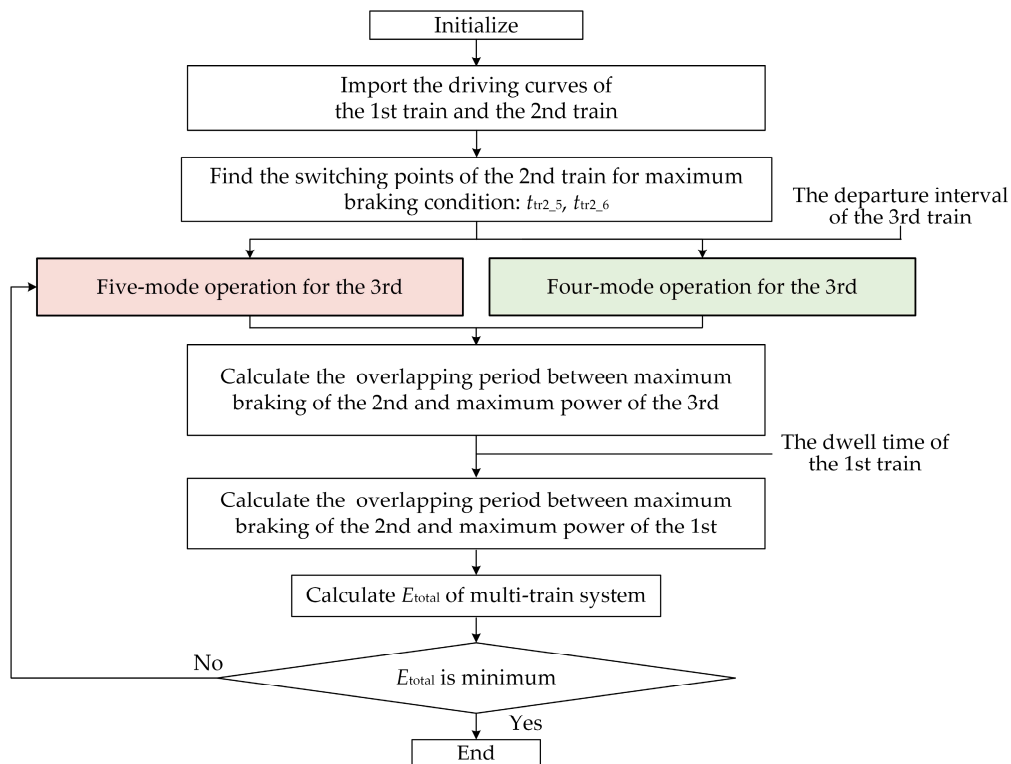 Initialize
Import the driving curves of
the 1st train and the 2nd train
Find the switching points of the 2nd train for maximum
braking condition: ttr2_5, ttr2_6
The departure interval
of the 3rd train
Five-mode operation for the 3rd
Four-mode operation for the 3rd
Calculate the overlapping period between maximum
braking of the 2nd and maximum power of the 3rd
The dwell time of
the 1st train
Calculate the overlapping period between maximum
braking of the 2nd and maximum power of the 1st
Calculate Etotal of multi-train system
No
Etotal is minimum
Yes
End